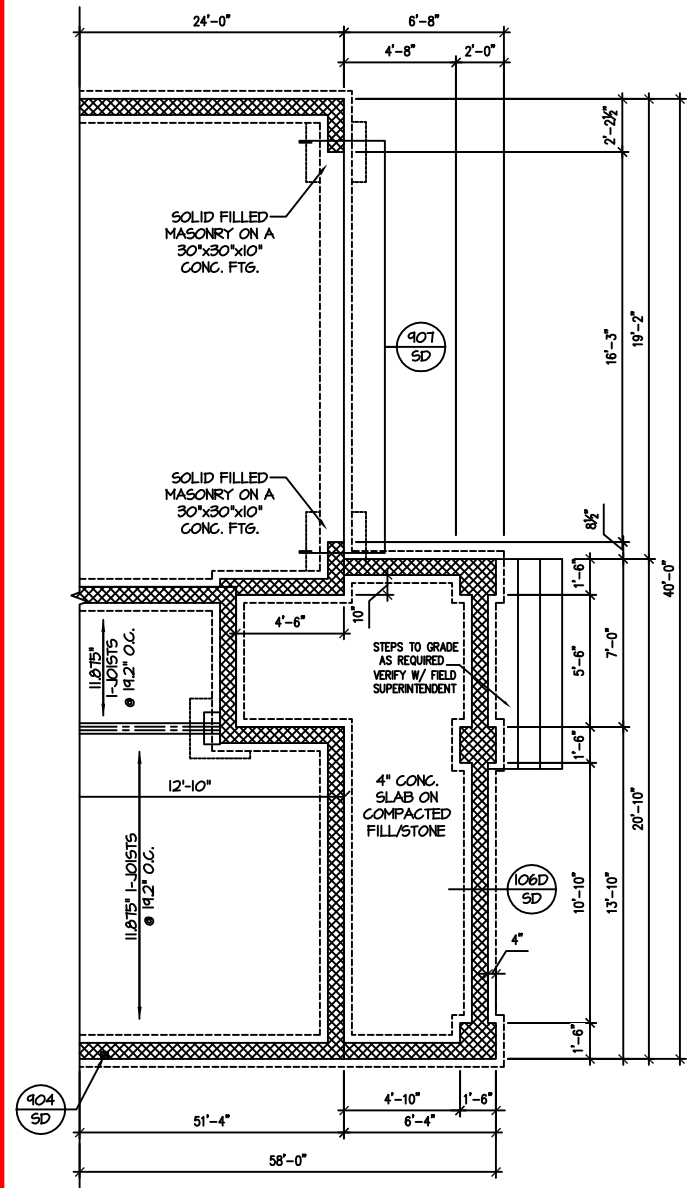 24'-0"
6'-8"
4'-8"
2'-0"
2'-2½"
SOLID FILLED
MASONRY ON A
30"x30"x10"
CONC. FTG.
907
SD
16'-3"
19'-2"
SOLID FILLED
MASONRY ON A
30"x30"x10"
CONC. FTG.
8½"
40'-0"
1'-6"
10"
4'-6"
11.875"
I-JOISTS
@ 19.2" O.C.
STEPS TO GRADE
AS REQUIRED
VERIFY W/ FIELD
SUPERINTENDENT
5'-6"
7'-0"
1'-6"
12'-10"
4" CONC.
SLAB ON
COMPACTED
FILL/STONE
20'-10"
11.875" I-JOISTS
@ 19.2" O.C.
106D
SD
10'-10"
13'-10"
4"
1'-6"
904
SD
4'-10"
1'-6"
51'-4"
6'-4"
58'-0"